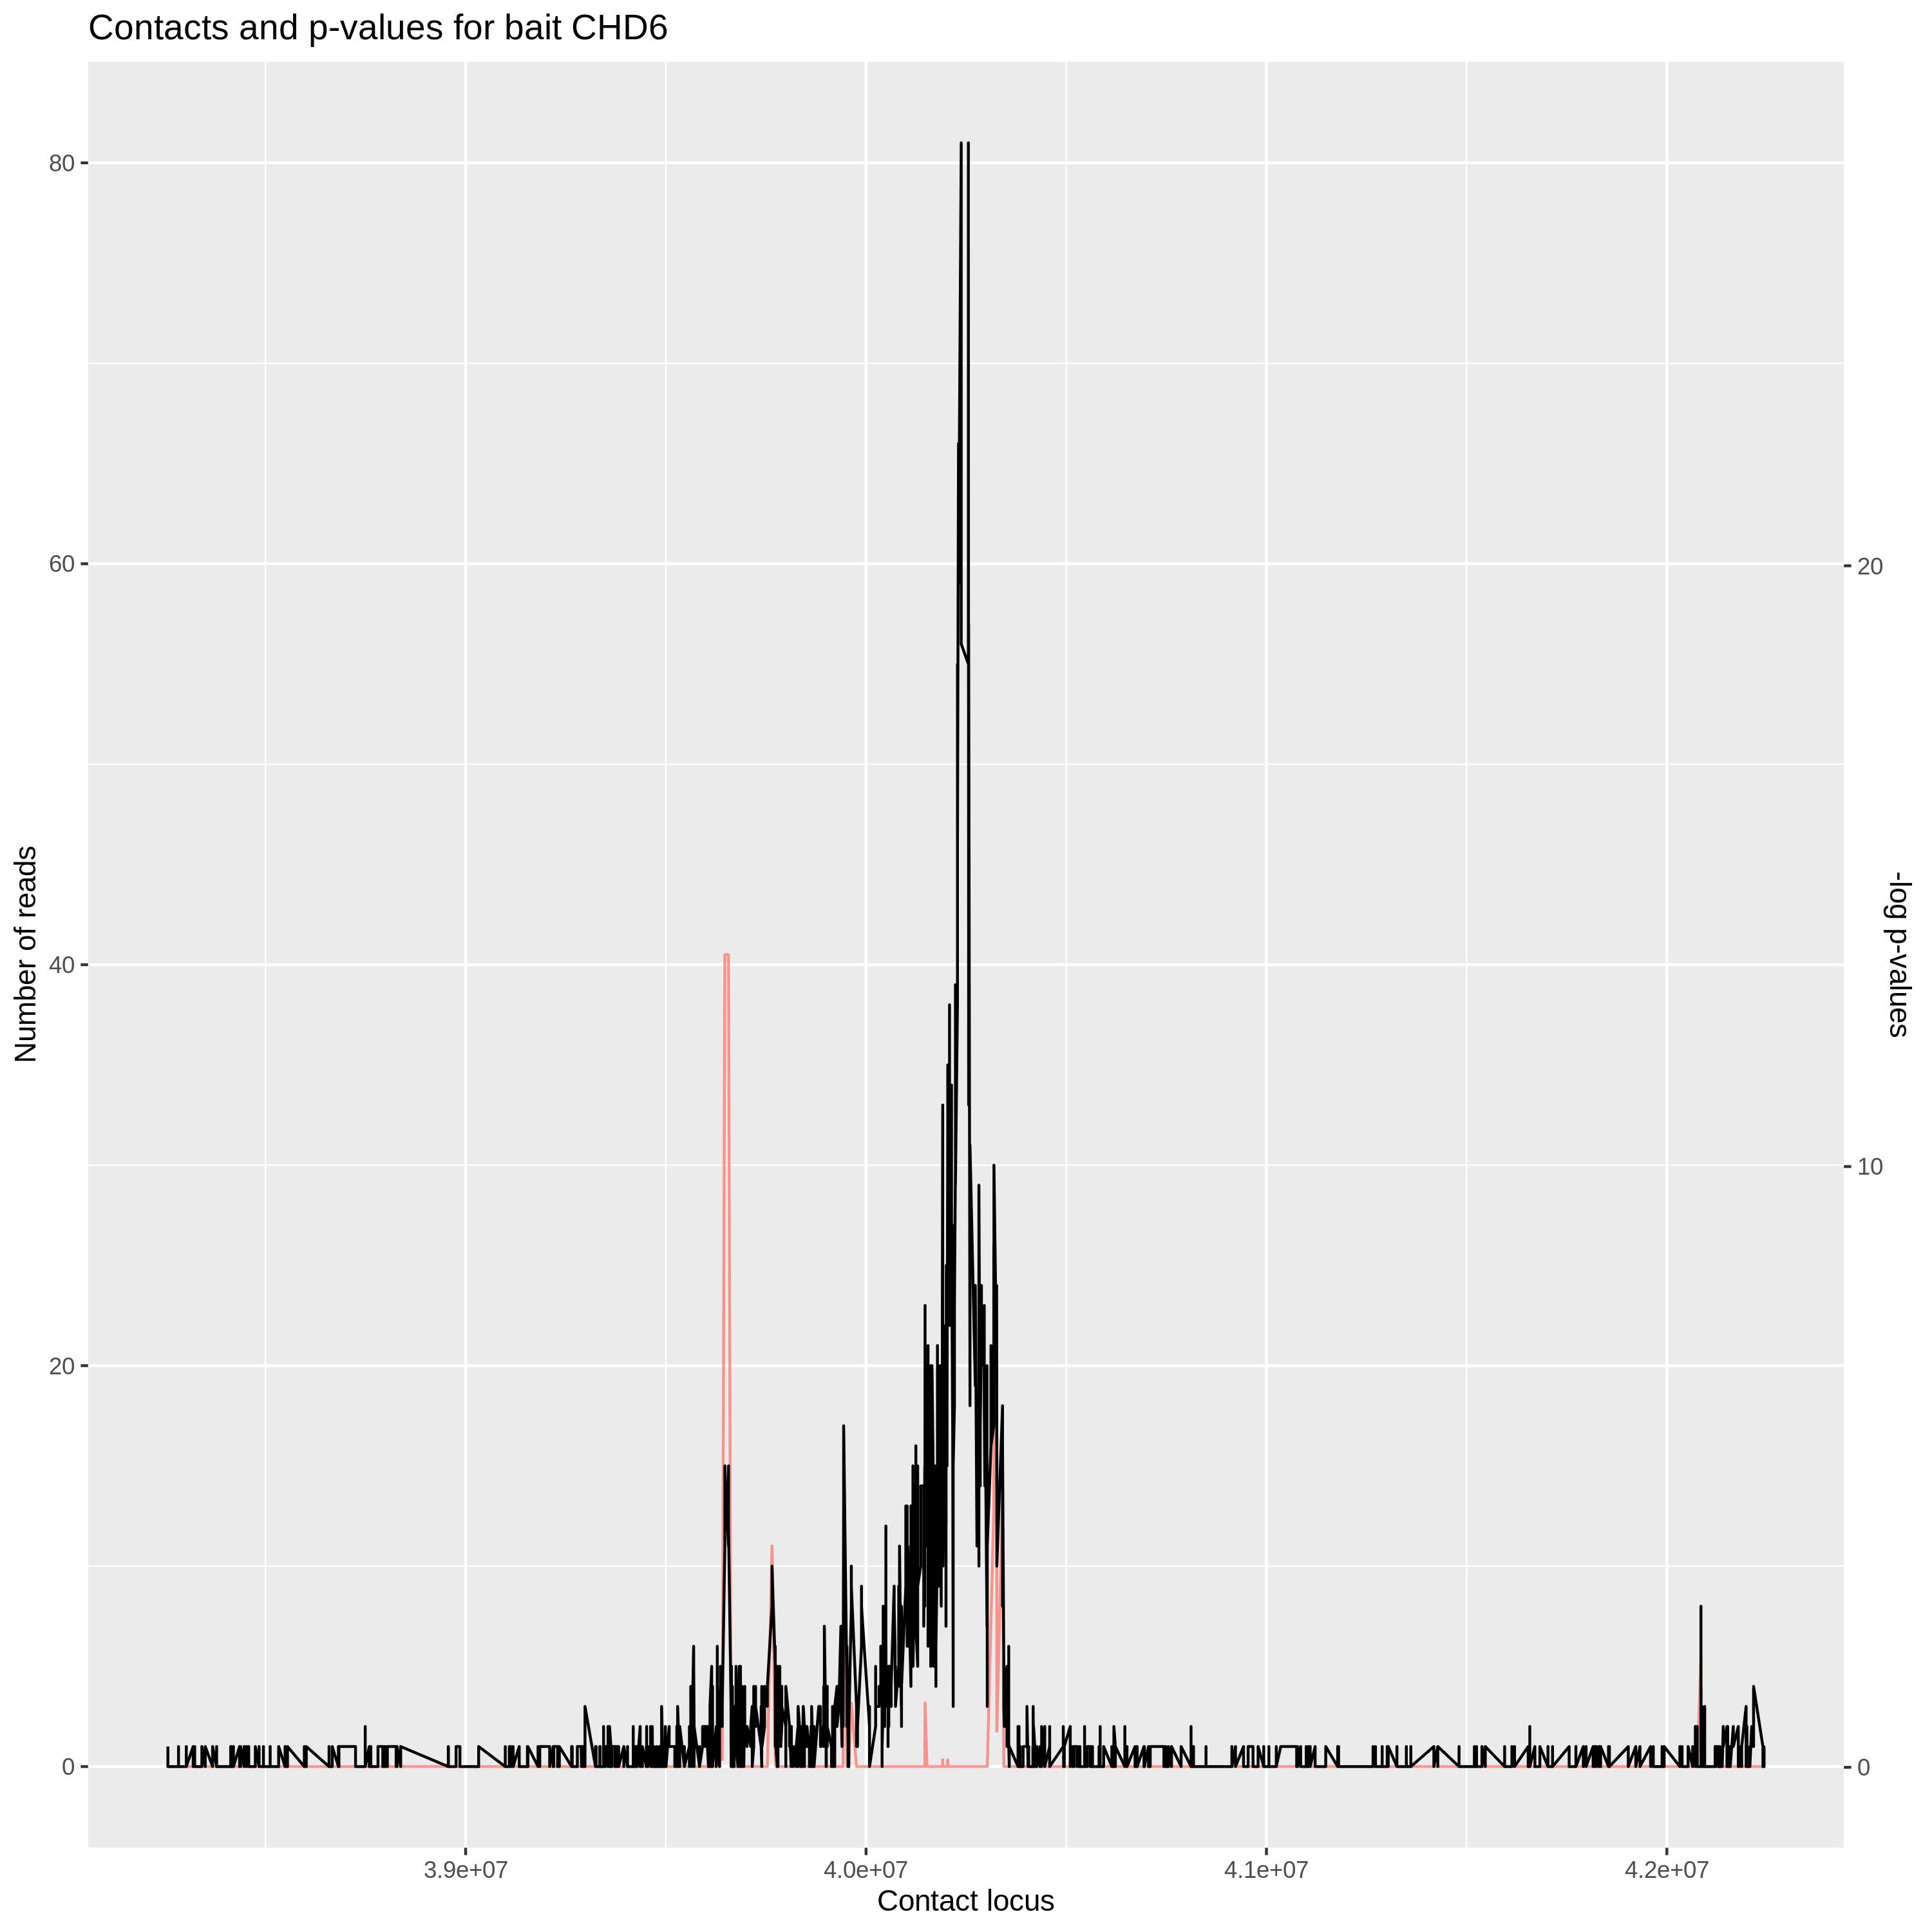 Contacts and p-values for bait CHD6
80
60
40
20
0
Number of reads
20
10
0
-log p-values
3.9e+07
4.0e+07
4.1e+07
4.2e+07
Contact locus